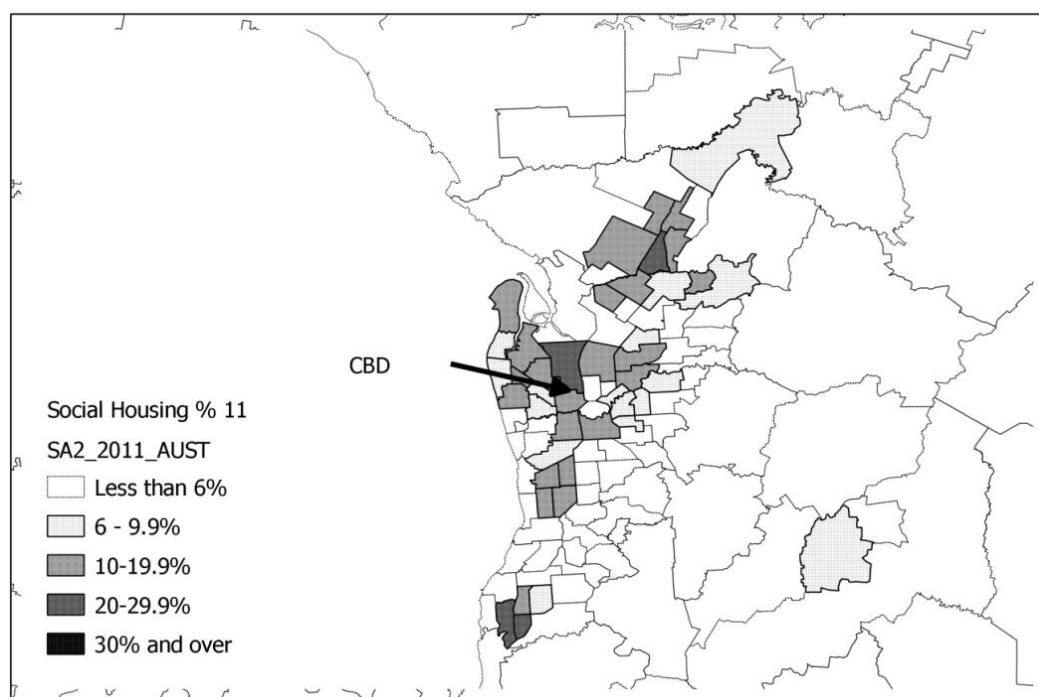 CBD
Social Housing % 11
SA2_2011_AUST
Less than 6%
6 - 9.9%
10-19.9%
20-29.9%
30% and over